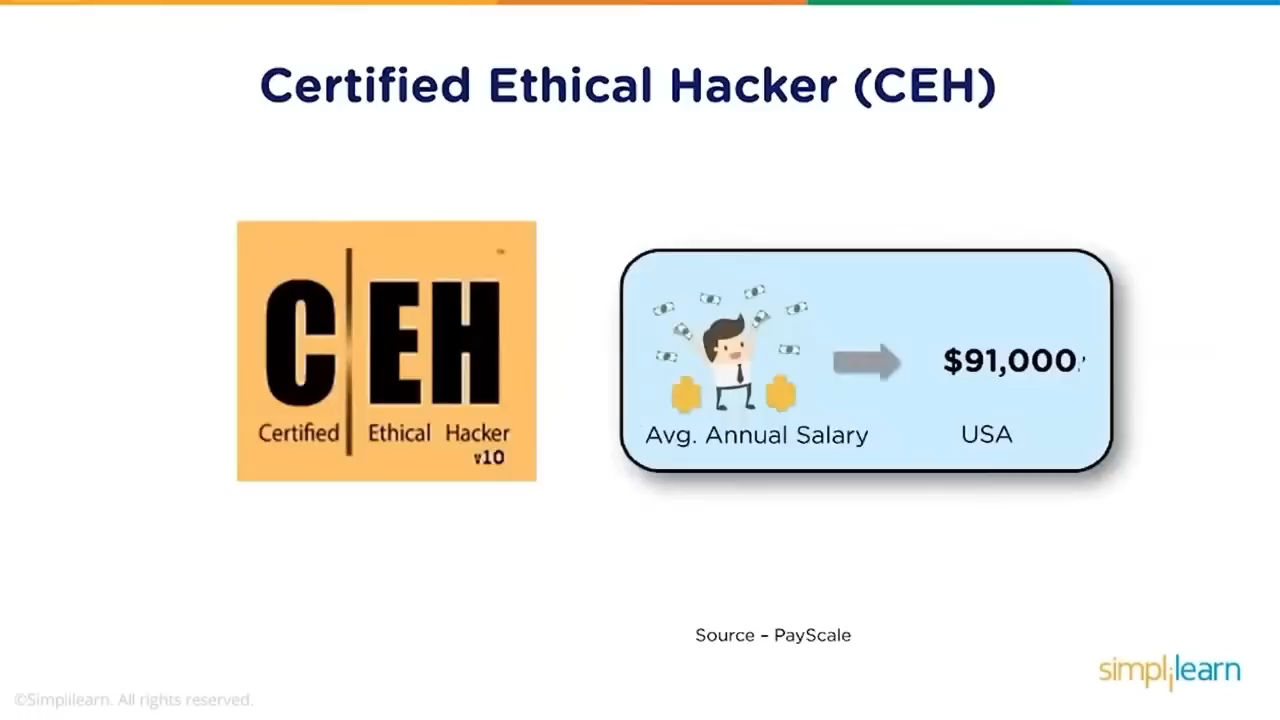 Certified Ethical Hacker (CEH)
C EH
Certified Ethical Hacker
v10
$91,000
Avg. Annual Salary USA
Source – PayScale
simplilearn
©Simplilearn. All rights reserved.